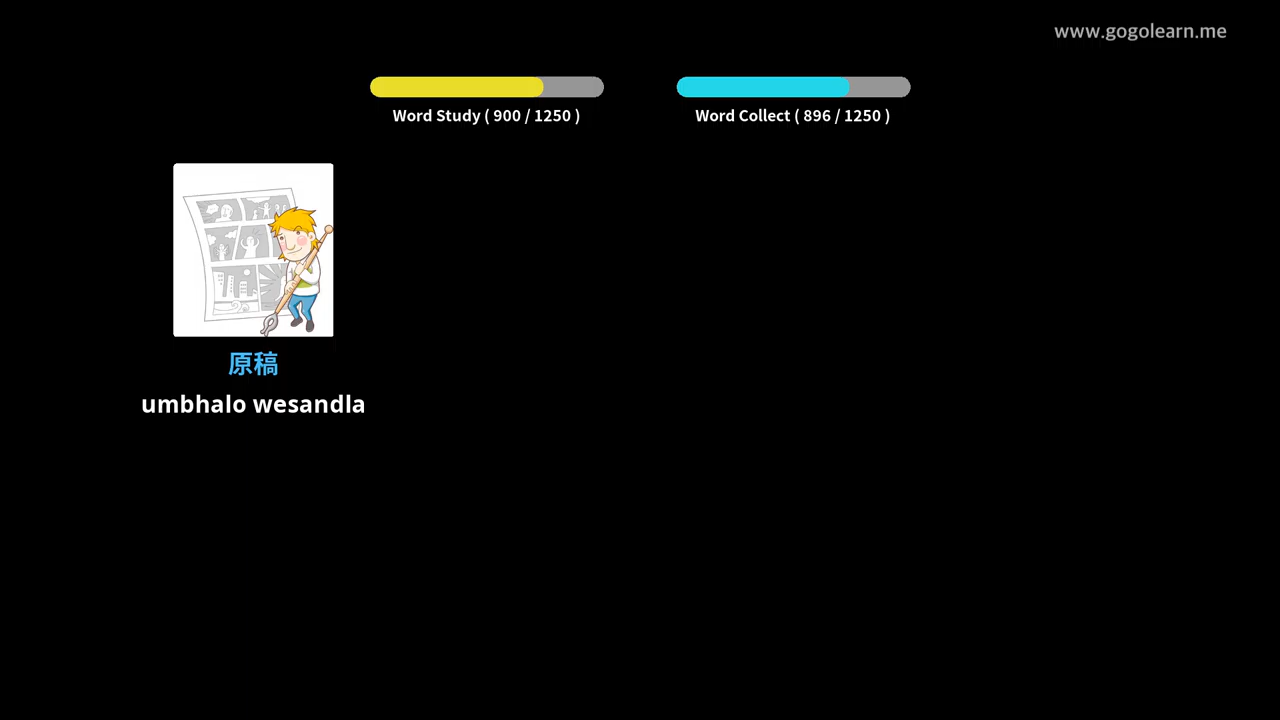 www.gogolearn.me
Word Study ( 900 / 1250 )
Word Collect ( 896 / 1250 )
原稿
umbhalo wesandla